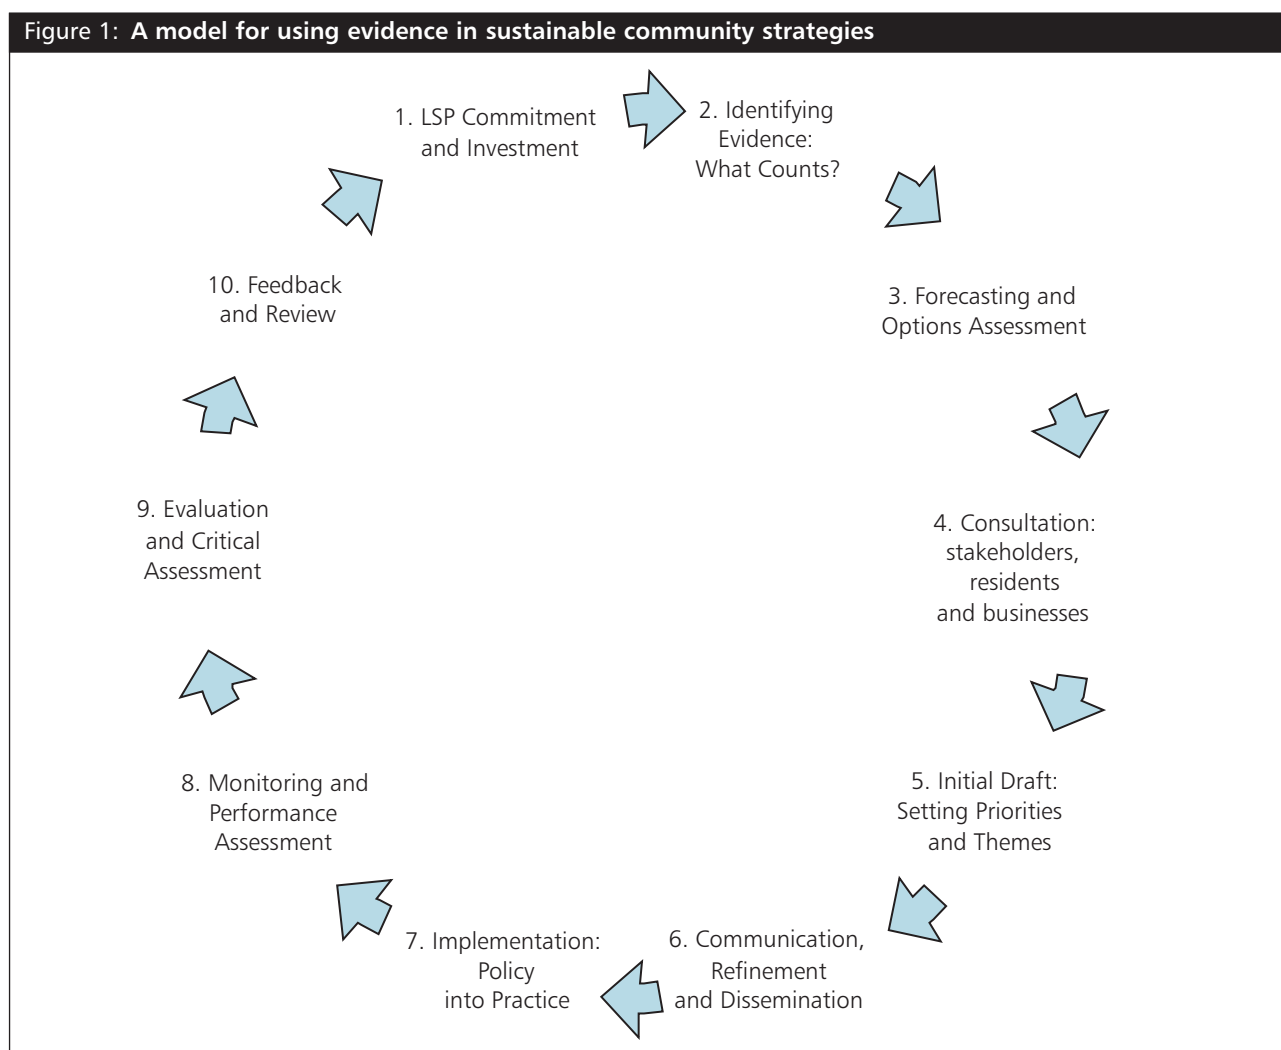 Figure 1: A model for using evidence in sustainable community strategies
1. LSP Commitment
and Investment
2. Identifying
Evidence:
What Counts?
3. Forecasting and
Options Assessment
4. Consultation:
stakeholders,
residents
and businesses
5. Initial Draft:
Setting Priorities
and Themes
6. Communication,
Refinement
and Dissemination
7. Implementation:
Policy
into Practice
8. Monitoring and
Performance
Assessment
9. Evaluation
and Critical
Assessment
10. Feedback
and Review